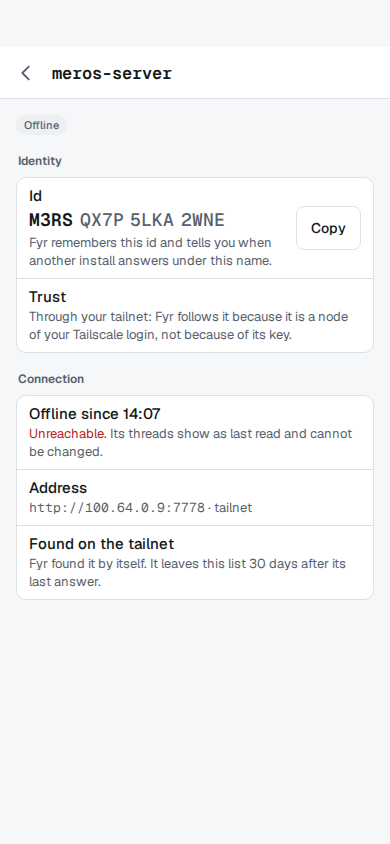 meros-server
Offline
Identity
Id
M3RS QX7P 5LKA 2WNE
Fyr remembers this id and tells you when
another install answers under this name.
Copy
Trust
Through your tailnet: Fyr follows it because it is a node
of your Tailscale login, not because of its key.
Connection
Offline since 14:07
Unreachable. Its threads show as last read and cannot
be changed.
Address
http://100.64.0.9:7778 · tailnet
Found on the tailnet
Fyr found it by itself. It leaves this list 30 days after its
last answer.